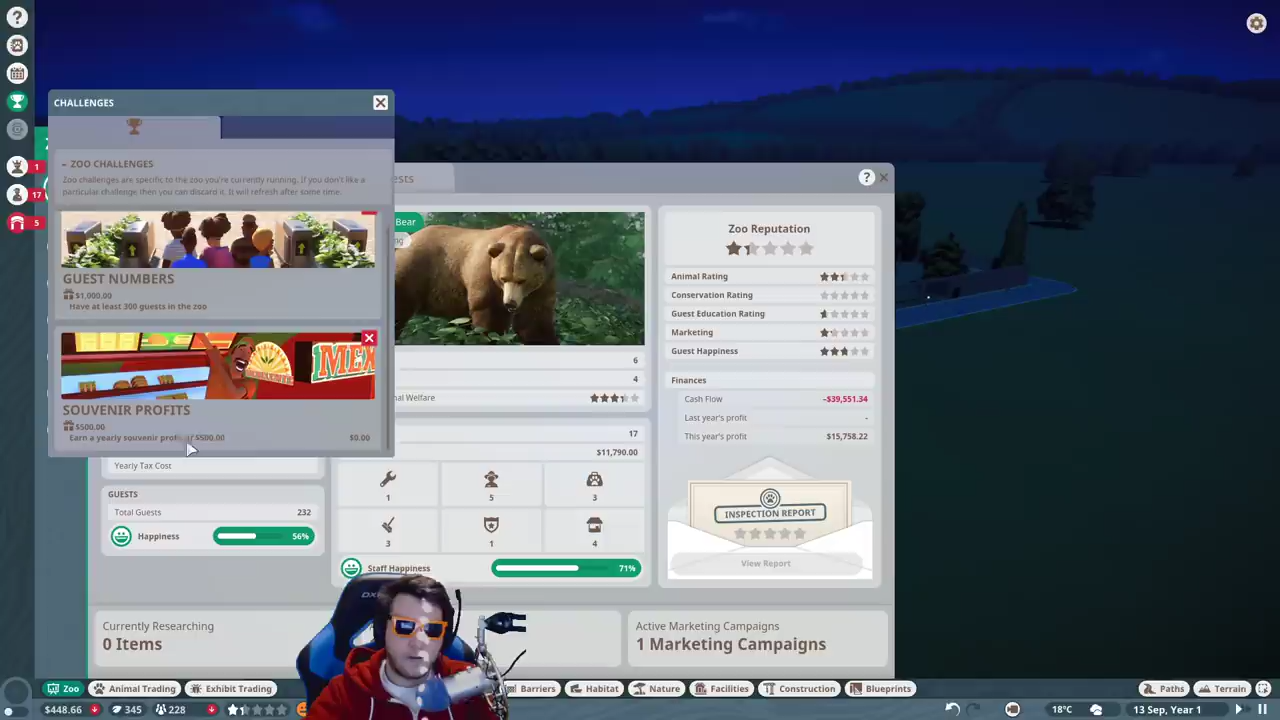 CHALLENGES
– ZOO CHALLENGES
Zoo challenges are specific to the zoo you're currently running. If you don't like a
particular challenge then you can discard it. It will refresh after some time.
GUEST NUMBERS
$1,000.00
Have at least 300 guests in the zoo
MEX
SOUVENIR PROFITS
$500.00
Earn a yearly souvenir profit of $500.00 $0.00
Yearly Tax Cost
GUESTS
Total Guests 232
Happiness 56%
ests
Bear
6
4
nal Welfare
17
$11,790.00
1 5 3
3 1 4
Staff Happiness 71%
? ×
Zoo Reputation
Animal Rating
Conservation Rating
Guest Education Rating
Marketing
Guest Happiness
Finances
Cash Flow -$39,551.34
Last year's profit -
This year's profit $15,758.22
INSPECTION REPORT
View Report
Currently Researching
0 Items
Active Marketing Campaigns
1 Marketing Campaigns
1
17
5
DX
Zoo Animal Trading Exhibit Trading Barriers Habitat Nature Facilities Construction Blueprints Paths Terrain
$448.66 345 228 18°C 13 Sep, Year 1